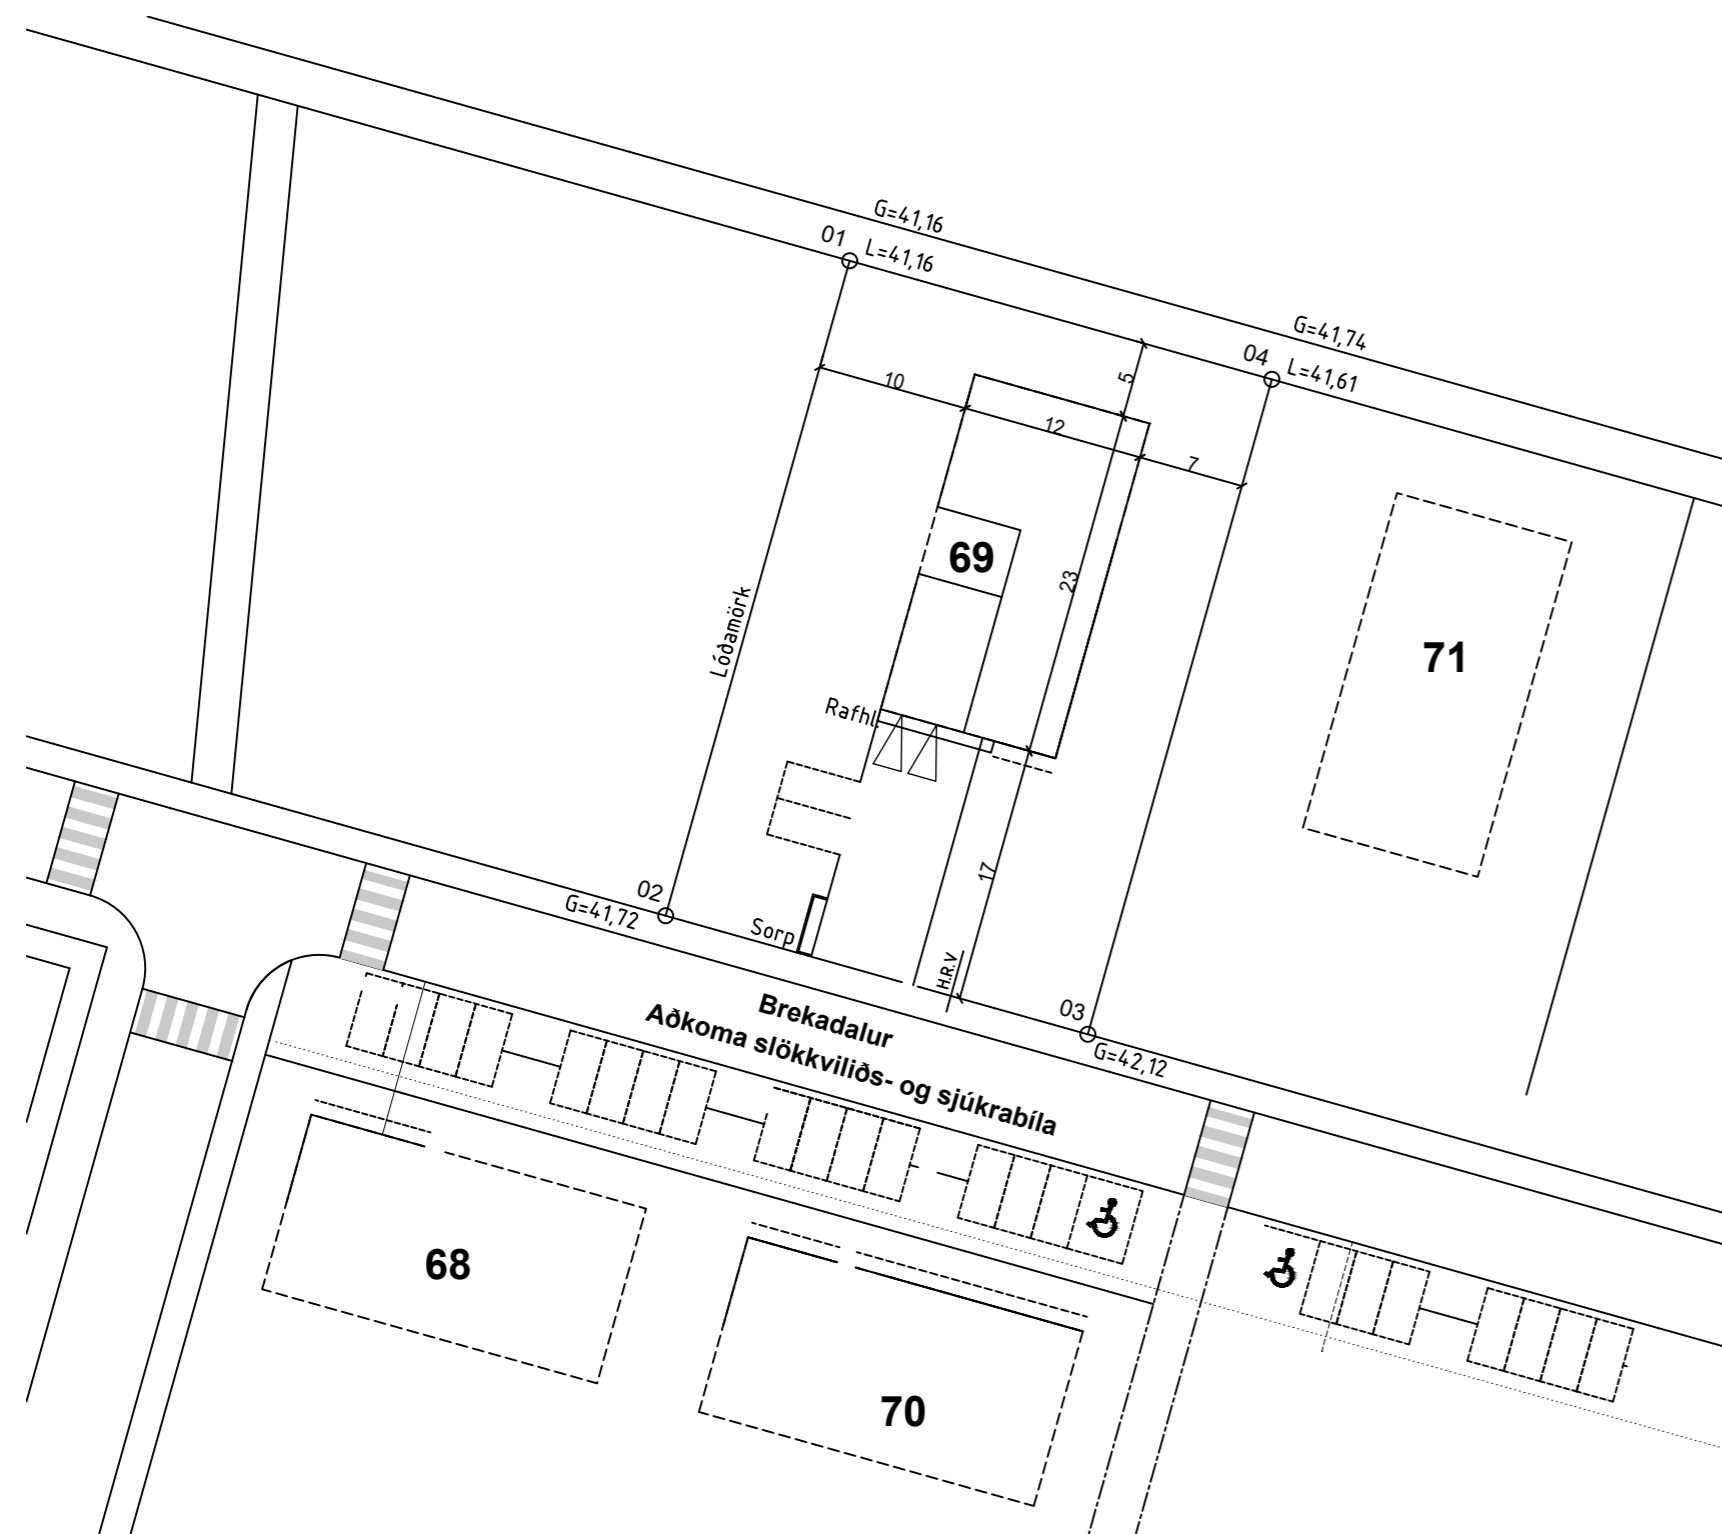 G=41,16
01
L=41,16
G=41,74
04
L=41,61
5
10
12
7
69
23
71
Lóðamörk
Rafhl.
17
02
G=41,72
Sorp
H.R.V
03
G=42,12
Brekadalur
Aðkoma slökkviliðs- og sjúkrabíla
68
70